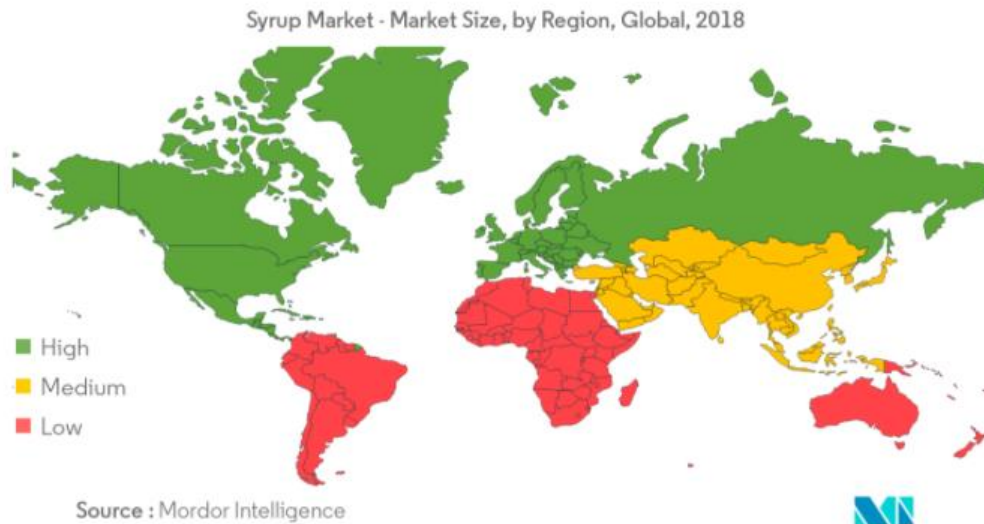 Syrup Market - Market Size, by Region, Global, 2018
High
Medium
Low
Source : Mordor Intelligence